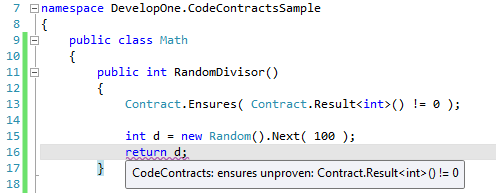 7 namespace DevelopOne.CodeContractsSample
8 {
9 public class Math
10 {
11 public int RandomDivisor()
12 {
13 Contract.Ensures( Contract.Result<int>() != 0 );
14
15 int d = new Random().Next( 100 );
16 return d;
17 }
18
CodeContracts: ensures unproven: Contract.Result<int>() != 0